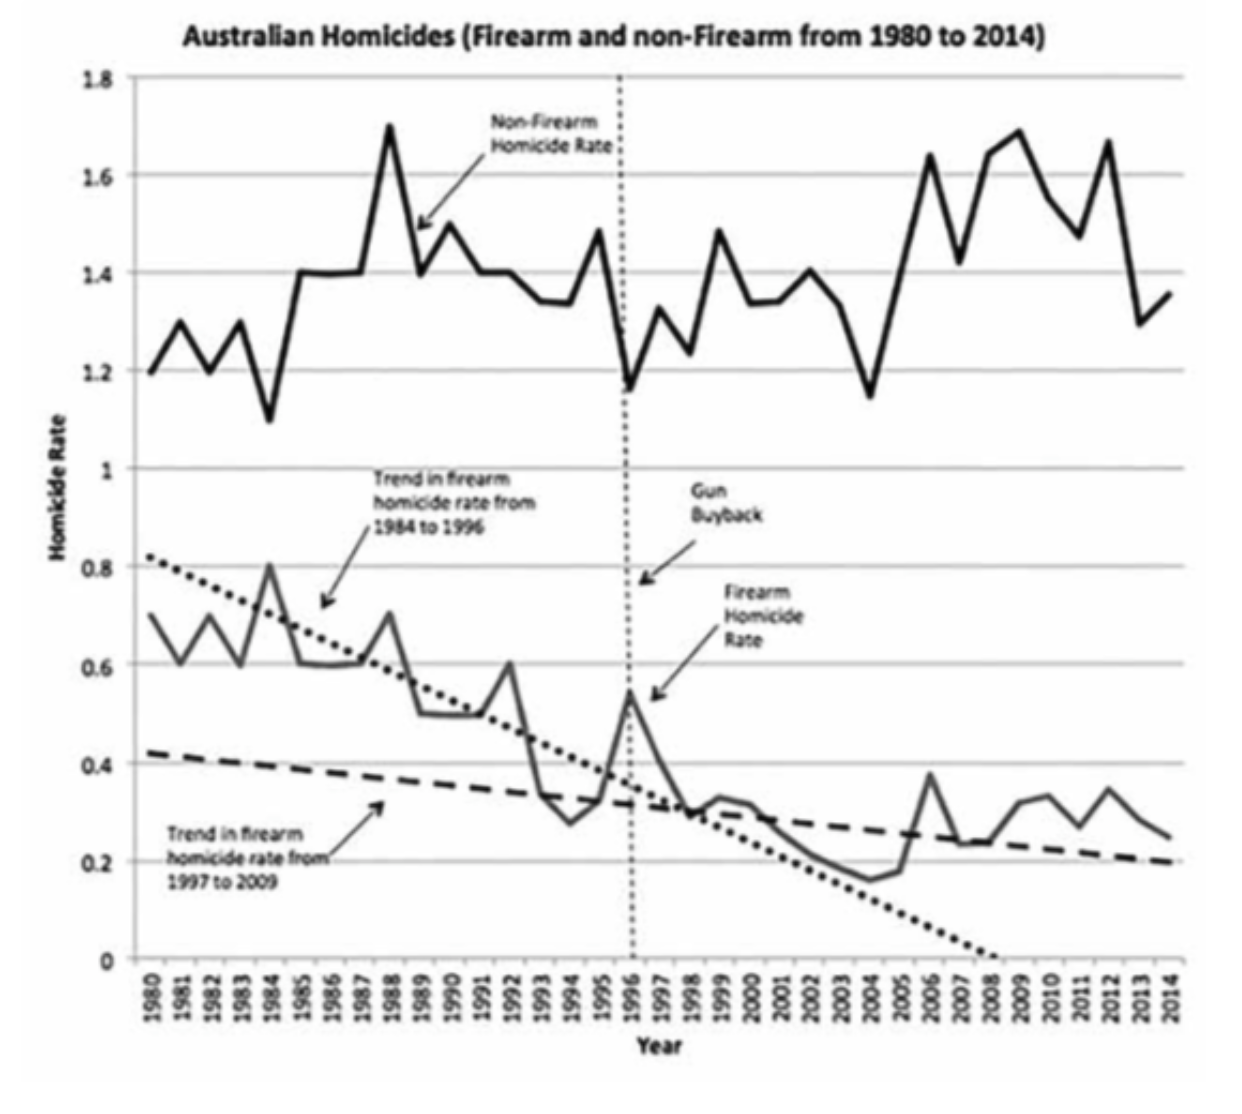 Australian Homicides (Firearm and non-Firearm from 1980 to 2014)
1.8
1.6
1.4
1.2
1
0.8
0.6
0.4
0.2
0
Homicide Rate
Non-Firearm
Homicide Rate
Trend in firearm
homicide rate from
1984 to 1996
Gun
Buyback
Firearm
Homicide
Rate
Trend in firearm
homicide rate from
1997 to 2009
1980
1981
1982
1983
1984
1985
1986
1987
1988
1989
1990
1991
1992
1993
1994
1995
1996
1997
1998
1999
2000
2001
2002
2003
2004
2005
2006
2007
2008
2009
2010
2011
2012
2013
2014
Year